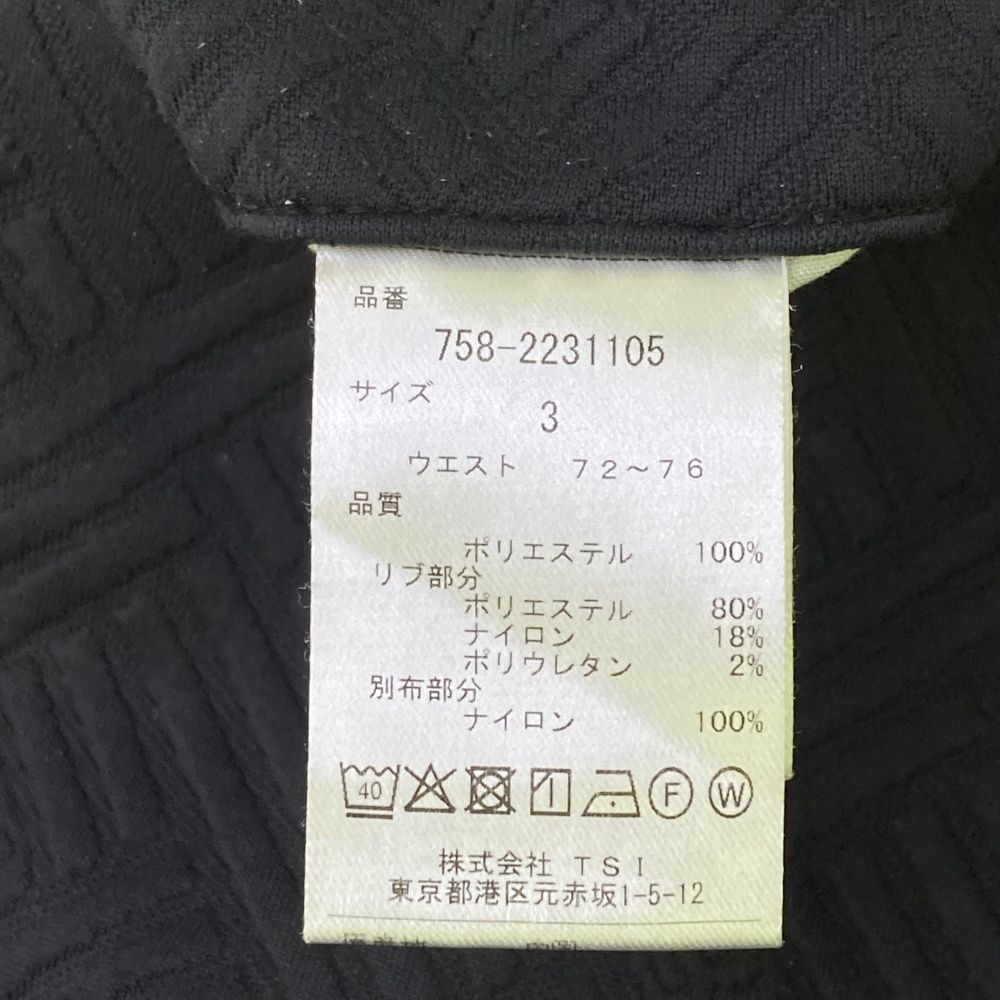 品番
758-2231105
サイズ
3
ウエスト 72~76
品質
ポリエステル 100%
リブ部分
ポリエステル 80%
ナイロン 18%
ポリウレタン 2%
別布部分
ナイロン 100%
40 F W
株式会社 TSI
東京都港区元赤坂1-5-12